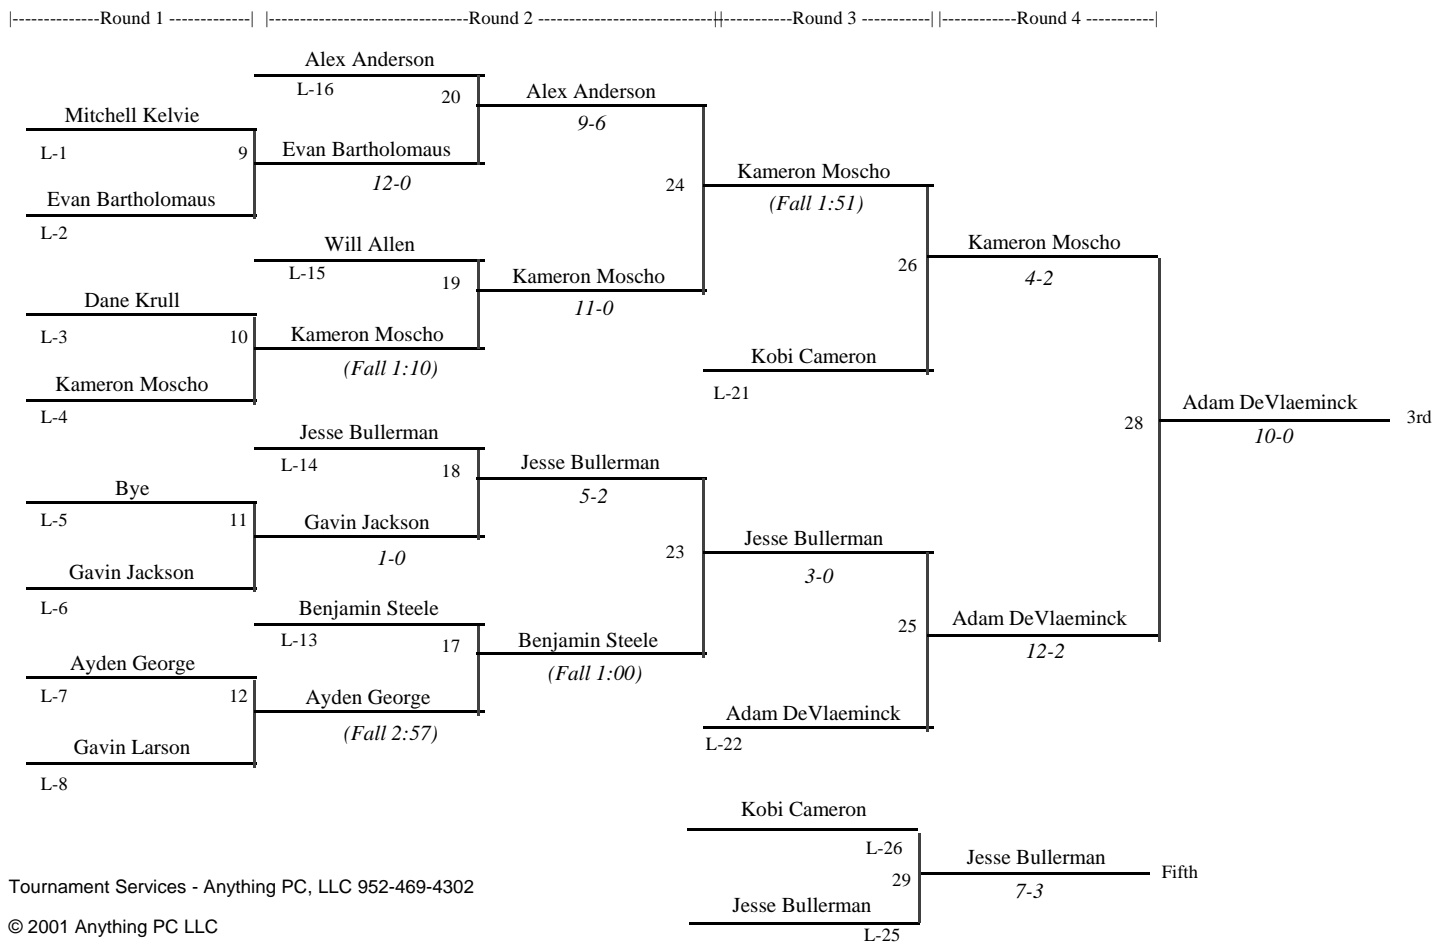 |--------------Round 1 --------------| |-----------------------------------Round 2 -------------------------------||------------Round 3 ------------| |-------------Round 4 ------------|
Alex Anderson
L-16
20
Alex Anderson
9-6
Mitchell Kelvie
L-1
9
Evan Bartholomaus
12-0
Evan Bartholomaus
L-2
24
Kameron Moscho
(Fall 1:51)
Will Allen
L-15
19
Kameron Moscho
11-0
26
Kameron Moscho
4-2
Dane Krull
L-3
10
Kameron Moscho
(Fall 1:10)
Kameron Moscho
L-4
Kobi Cameron
L-21
28
Adam DeVlaeminck
10-0
3rd
Jesse Bullerman
L-14
18
Jesse Bullerman
5-2
Bye
L-5
11
Gavin Jackson
1-0
Gavin Jackson
L-6
23
Jesse Bullerman
3-0
Benjamin Steele
L-13
17
Benjamin Steele
(Fall 1:00)
25
Adam DeVlaeminck
12-2
Ayden George
L-7
12
Ayden George
(Fall 2:57)
Gavin Larson
L-8
Adam DeVlaeminck
L-22
Kobi Cameron
L-26
29
Jesse Bullerman
7-3
Fifth
Jesse Bullerman
L-25
Tournament Services - Anything PC, LLC 952-469-4302
© 2001 Anything PC LLC